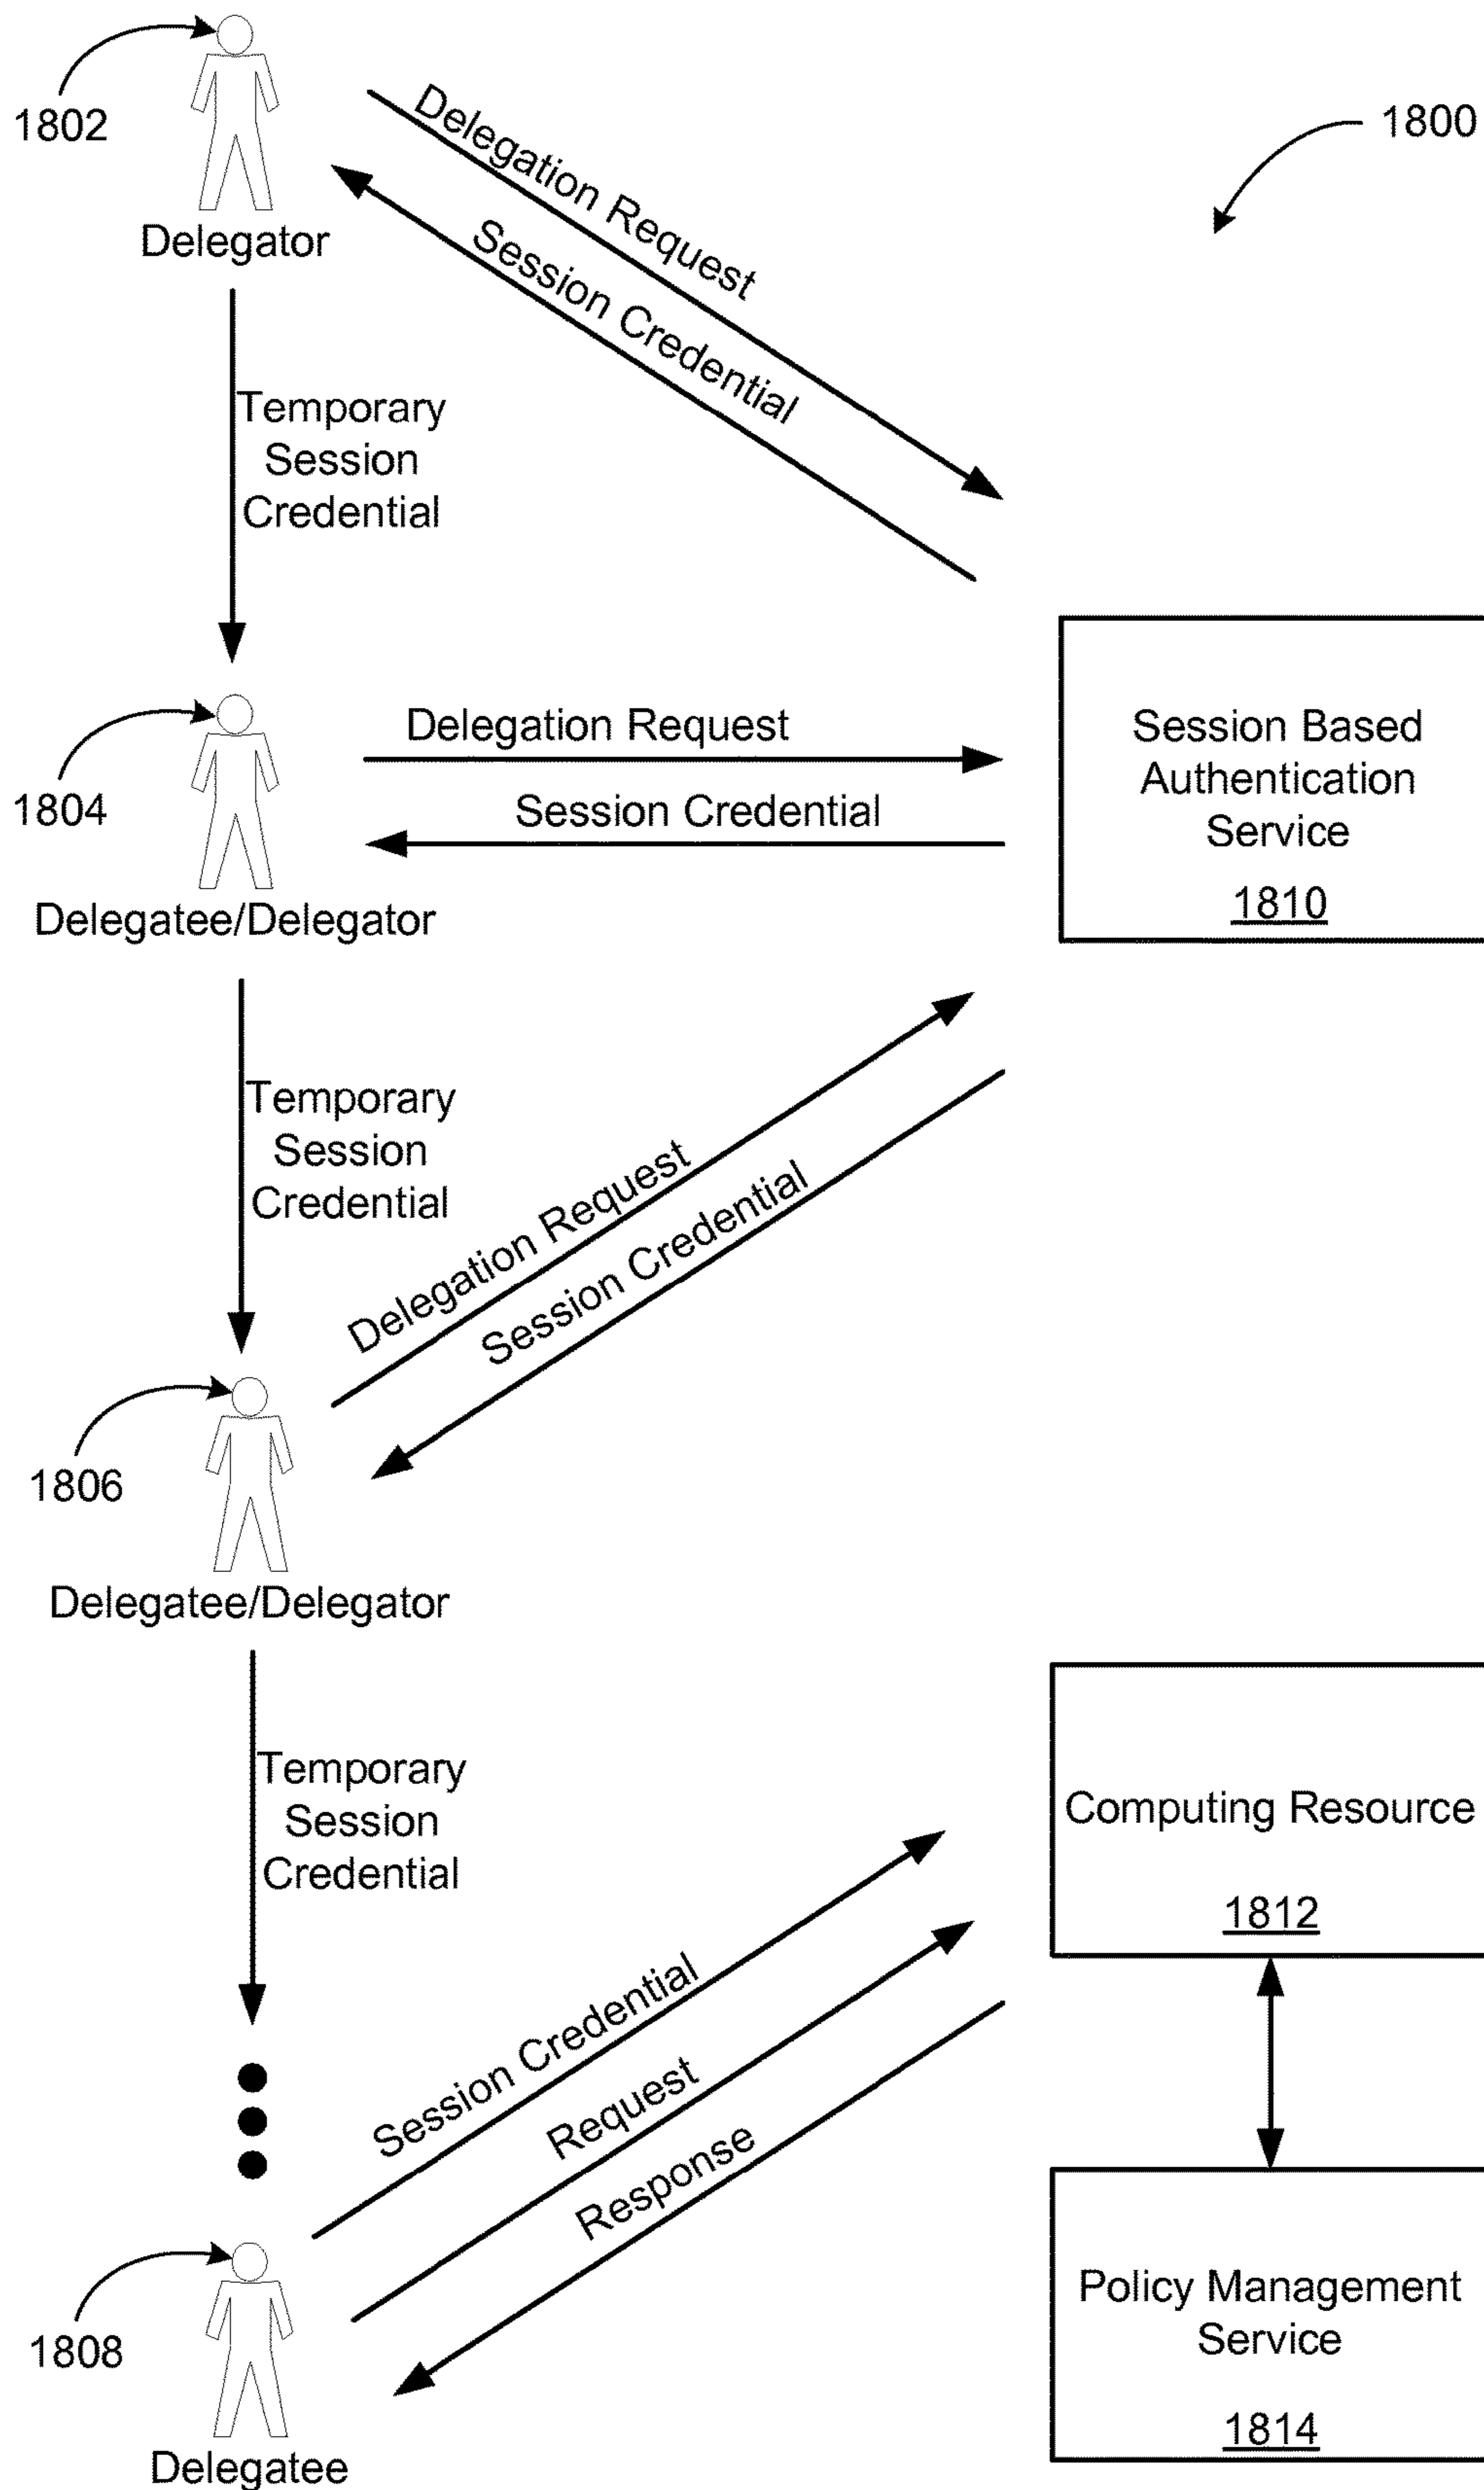 1802
Delegator
Delegation Request
Session Credential
1800
Temporary
Session
Credential
1804
Delegatee/Delegator
Delegation Request
Session Credential
Session Based
Authentication
Service
1810
Temporary
Session
Credential
Delegation Request
Session Credential
1806
Delegatee/Delegator
Temporary
Session
Credential
Computing Resource
1812
Session Credential
Request
Response
1808
Delegatee
Policy Management
Service
1814